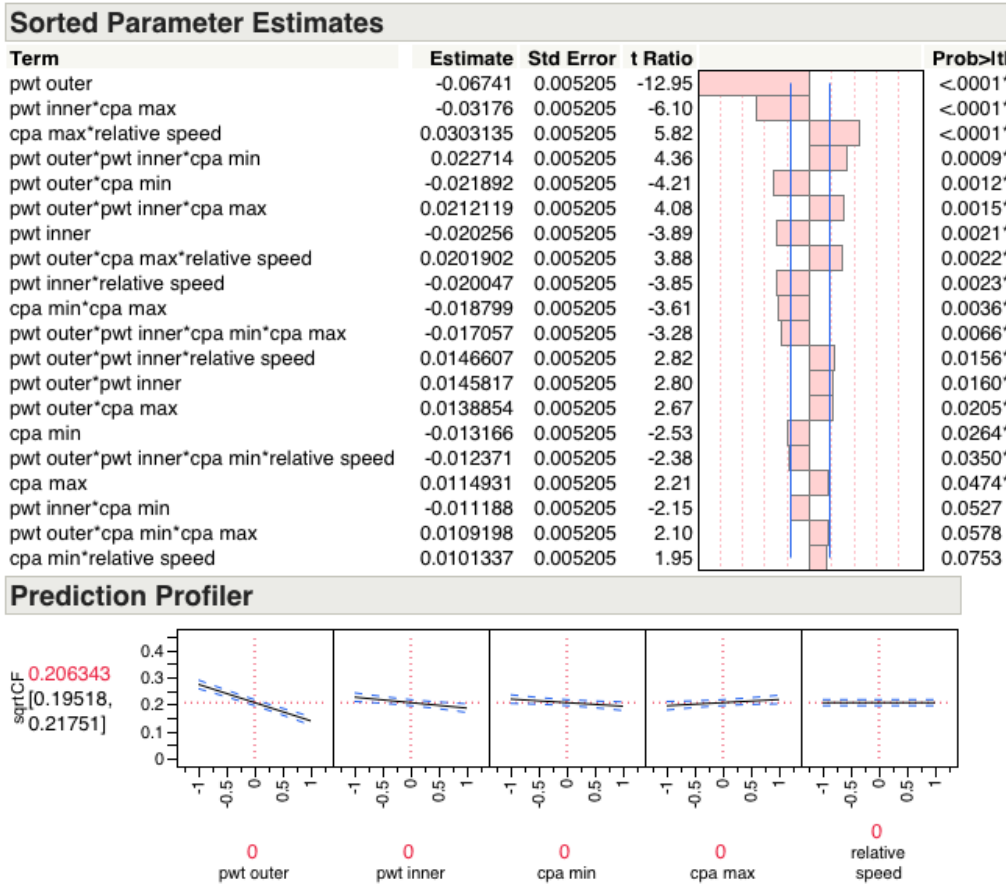 Sorted Parameter Estimates
Term Estimate Std Error t Ratio Prob>|t|
pwt outer -0.06741 0.005205 -12.95 <.0001*
pwt inner*cpa max -0.03176 0.005205 -6.10 <.0001*
cpa max*relative speed 0.0303135 0.005205 5.82 <.0001*
pwt outer*pwt inner*cpa min 0.022714 0.005205 4.36 0.0009*
pwt outer*cpa min -0.021892 0.005205 -4.21 0.0012*
pwt outer*pwt inner*cpa max 0.0212119 0.005205 4.08 0.0015*
pwt inner -0.020256 0.005205 -3.89 0.0021*
pwt outer*cpa max*relative speed 0.0201902 0.005205 3.88 0.0022*
pwt inner*relative speed -0.020047 0.005205 -3.85 0.0023*
cpa min*cpa max -0.018799 0.005205 -3.61 0.0036*
pwt outer*pwt inner*cpa min*cpa max -0.017057 0.005205 -3.28 0.0066*
pwt outer*pwt inner*relative speed 0.0146607 0.005205 2.82 0.0156*
pwt outer*pwt inner 0.0145817 0.005205 2.80 0.0160*
pwt outer*cpa max 0.0138854 0.005205 2.67 0.0205*
cpa min -0.013166 0.005205 -2.53 0.0264*
pwt outer*pwt inner*cpa min*relative speed -0.012371 0.005205 -2.38 0.0350*
cpa max 0.0114931 0.005205 2.21 0.0474*
pwt inner*cpa min -0.011188 0.005205 -2.15 0.0527
pwt outer*cpa min*cpa max 0.0109198 0.005205 2.10 0.0578
cpa min*relative speed 0.0101337 0.005205 1.95 0.0753
Prediction Profiler
sqrtCF
0.206343
[0.19518,
0.21751]
0.4
0.3
0.2
0.1
0
-1 -0.5 0 0.5 1 -1 -0.5 0 0.5 1 -1 -0.5 0 0.5 1 -1 -0.5 0 0.5 1 -1 -0.5 0 0.5 1
0 0 0 0 0
pwt outer pwt inner cpa min cpa max relative
speed